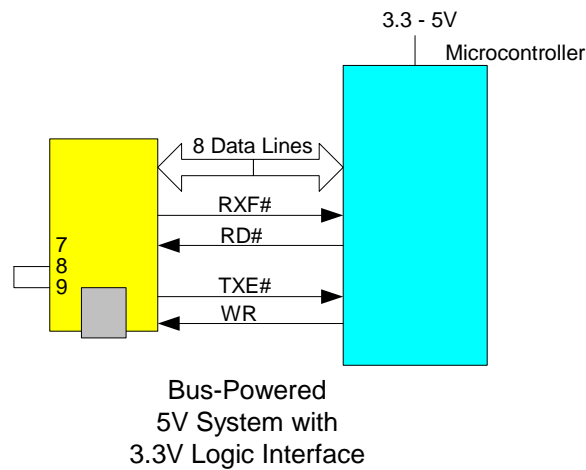 3.3 - 5V
Microcontroller
8 Data Lines
RXF#
RD#
7
8
9
TXE#
WR
Bus-Powered
5V System with
3.3V Logic Interface